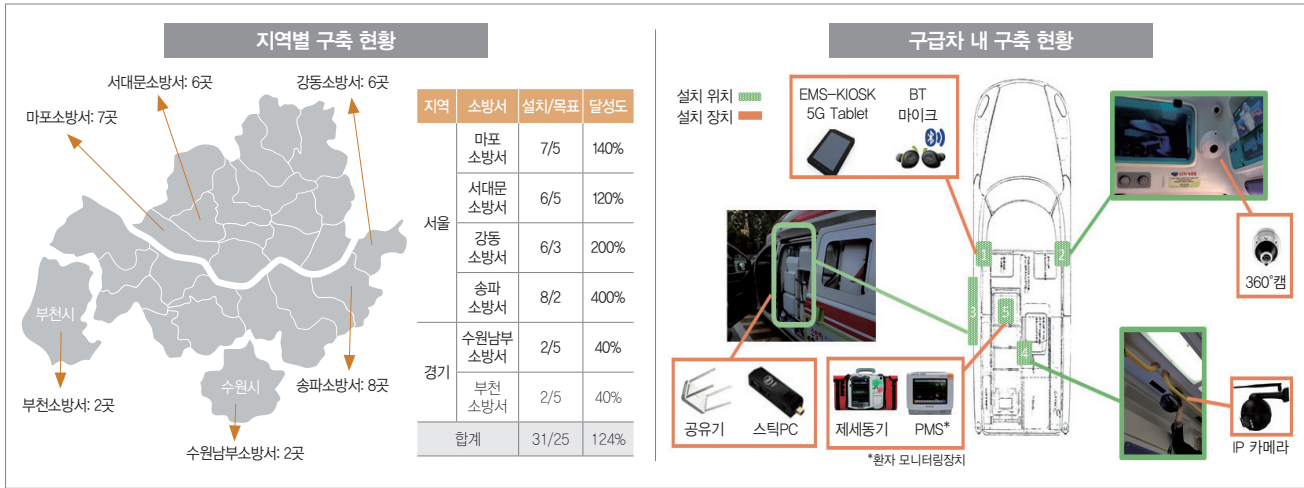 지역별 구축 현황
서대문소방서: 6곳
강동소방서: 6곳
마포소방서: 7곳
부천시
수원시
부천소방서: 2곳
송파소방서: 8곳
수원남부소방서: 2곳
지역 소방서 설치/목표 달성도
서울
마포
소방서 7/5 140%
서대문
소방서 6/5 120%
강동
소방서 6/3 200%
송파
소방서 8/2 400%
경기
수원남부
소방서 2/5 40%
부천
소방서 2/5 40%
합계 31/25 124%
구급차 내 구축 현황
설치 위치
설치 장치
EMS-KIOSK
5G Tablet
BT
마이크
1
2
3
5
4
360°캠
공유기
스틱PC
제세동기
PMS*
*환자 모니터링장치
IP 카메라